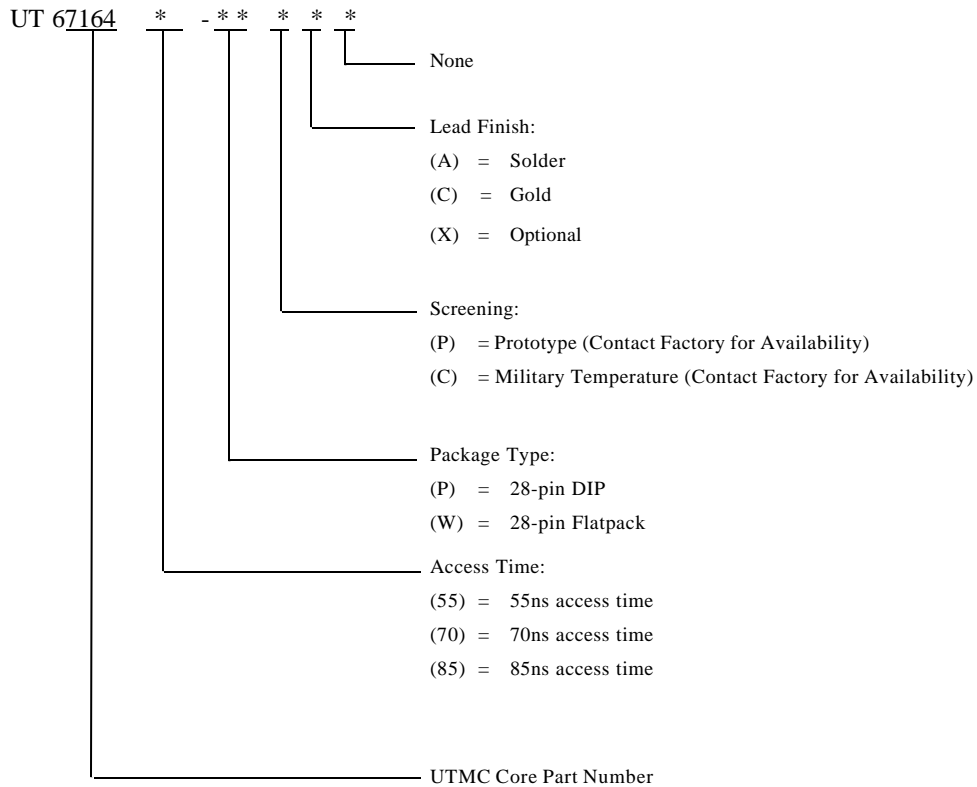 UT 67164 * - * * * * *
None
Lead Finish:
(A) = Solder
(C) = Gold
(X) = Optional
Screening:
(P) = Prototype (Contact Factory for Availability)
(C) = Military Temperature (Contact Factory for Availability)
Package Type:
(P) = 28-pin DIP
(W) = 28-pin Flatpack
Access Time:
(55) = 55ns access time
(70) = 70ns access time
(85) = 85ns access time
UTMC Core Part Number